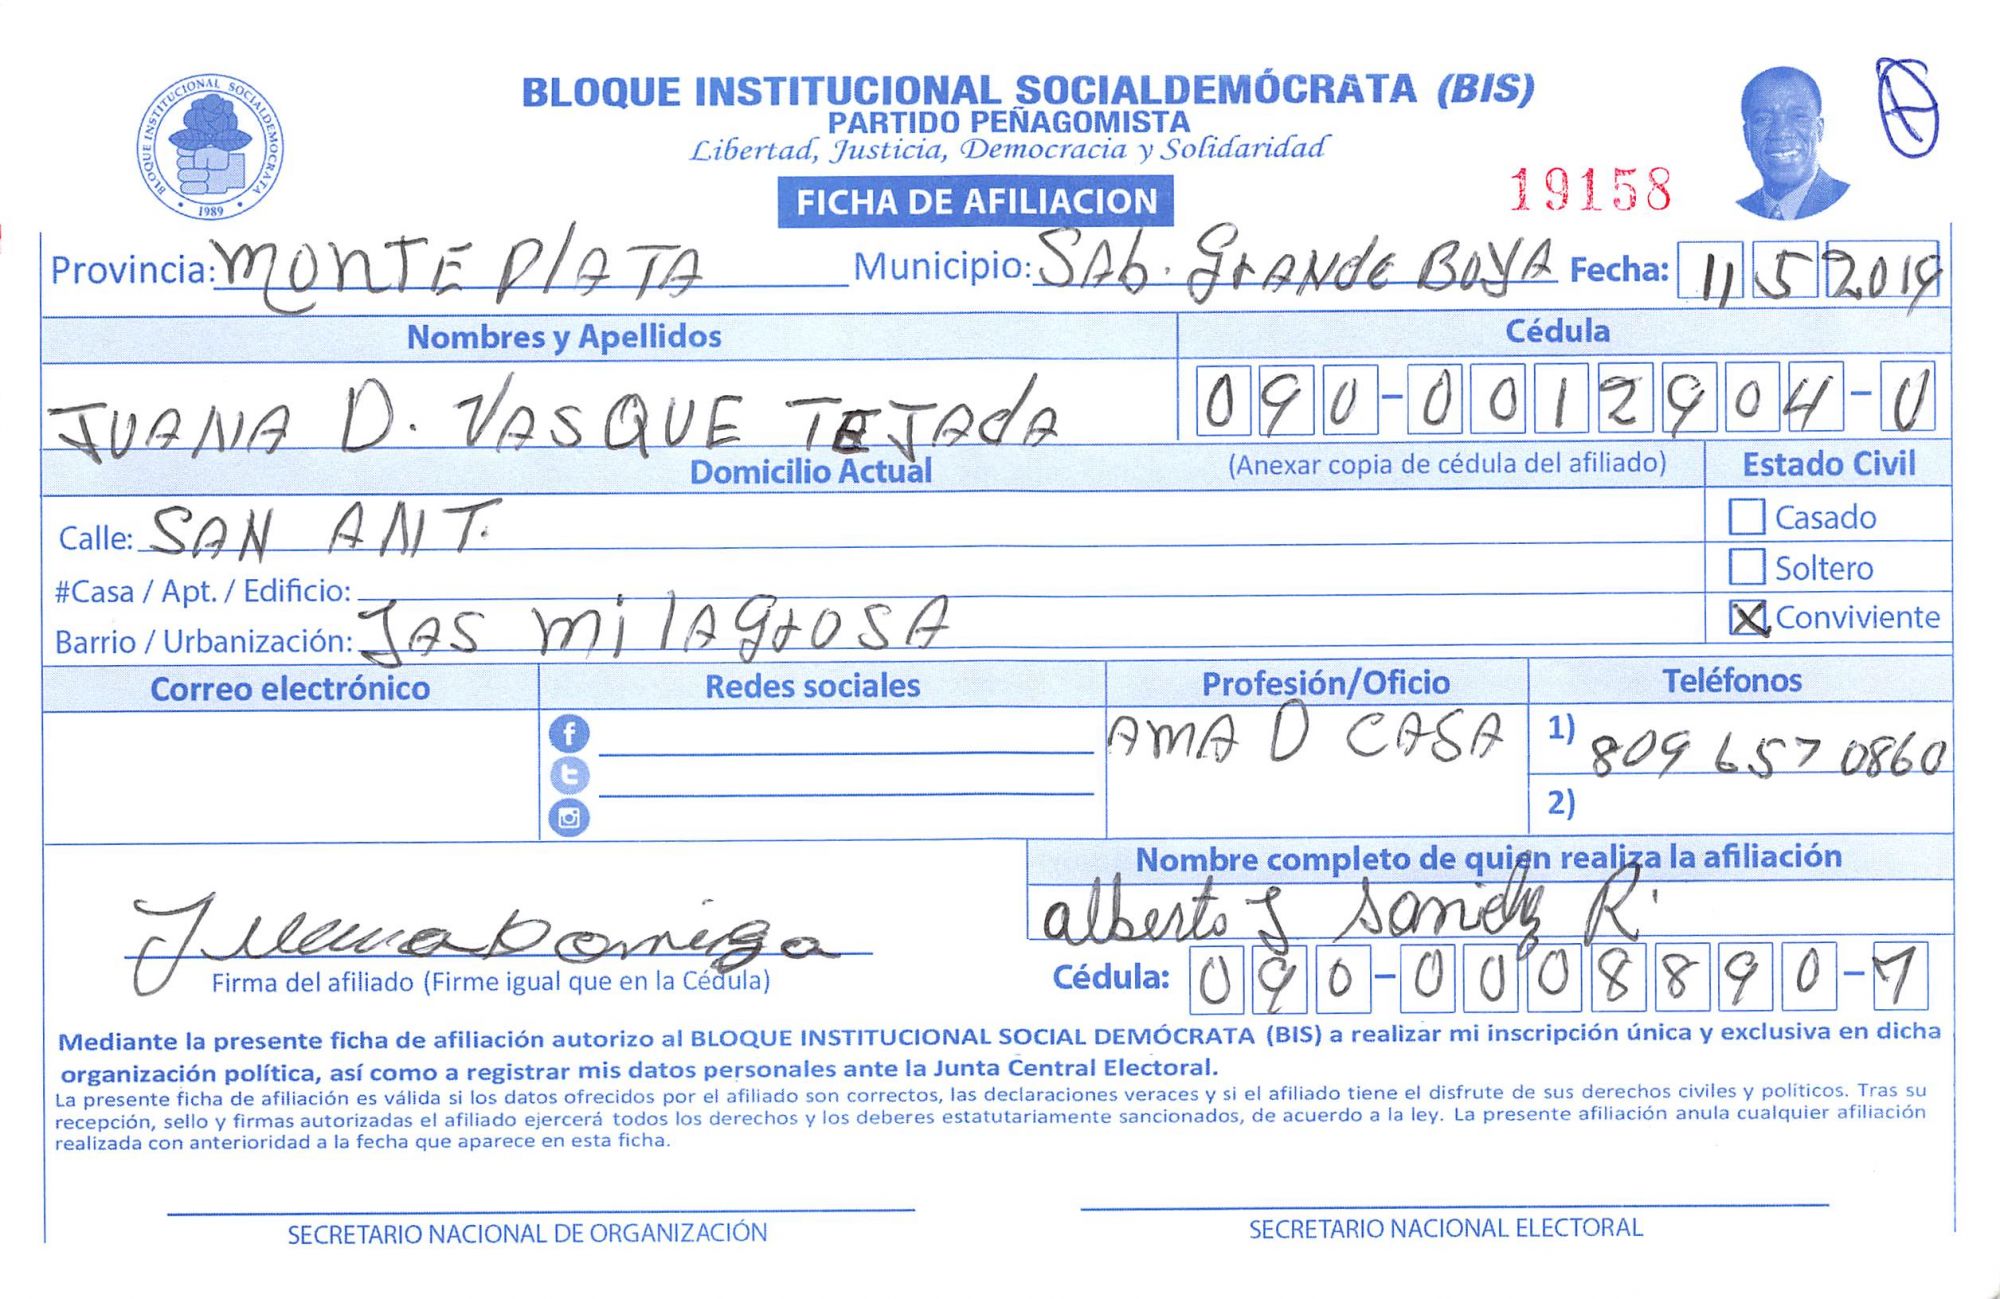 BLOQUE INSTITUCIONAL SOCIALDEMÓCRATA (BIS)
PARTIDO PEÑAGOMISTA
Libertad, Justicia, Democracia y Solidaridad
BLOQUE INSTITUCIONAL SOCIALDEMOCRATA
1989
FICHA DE AFILIACION
19158
Provincia: MONTE PLATA Municipio: SAb. GRANde BOYA Fecha: 11 5 2019
Nombres y Apellidos Cédula
JUANA D. VASQUE TEJAdA 090-0012904-0
Domicilio Actual (Anexar copia de cédula del afiliado) Estado Civil
Calle: SAN ANT. Casado
#Casa / Apt. / Edificio: Soltero
Barrio / Urbanización: JAS MilAgrOSA X Conviviente
Correo electrónico Redes sociales Profesión/Oficio Teléfonos
AMA D CASA 1) 809 657 0860
2)
Nombre completo de quien realiza la afiliación
alberto J Sanchz R.
Firma del afiliado (Firme igual que en la Cédula) Cédula: 090-0008890-7
Mediante la presente ficha de afiliación autorizo al BLOQUE INSTITUCIONAL SOCIAL DEMÓCRATA (BIS) a realizar mi inscripción única y exclusiva en dicha
organización política, así como a registrar mis datos personales ante la Junta Central Electoral.
La presente ficha de afiliación es válida si los datos ofrecidos por el afiliado son correctos, las declaraciones veraces y si el afiliado tiene el disfrute de sus derechos civiles y políticos. Tras su
recepción, sello y firmas autorizadas el afiliado ejercerá todos los derechos y los deberes estatutariamente sancionados, de acuerdo a la ley. La presente afiliación anula cualquier afiliación
realizada con anterioridad a la fecha que aparece en esta ficha.
SECRETARIO NACIONAL DE ORGANIZACIÓN SECRETARIO NACIONAL ELECTORAL